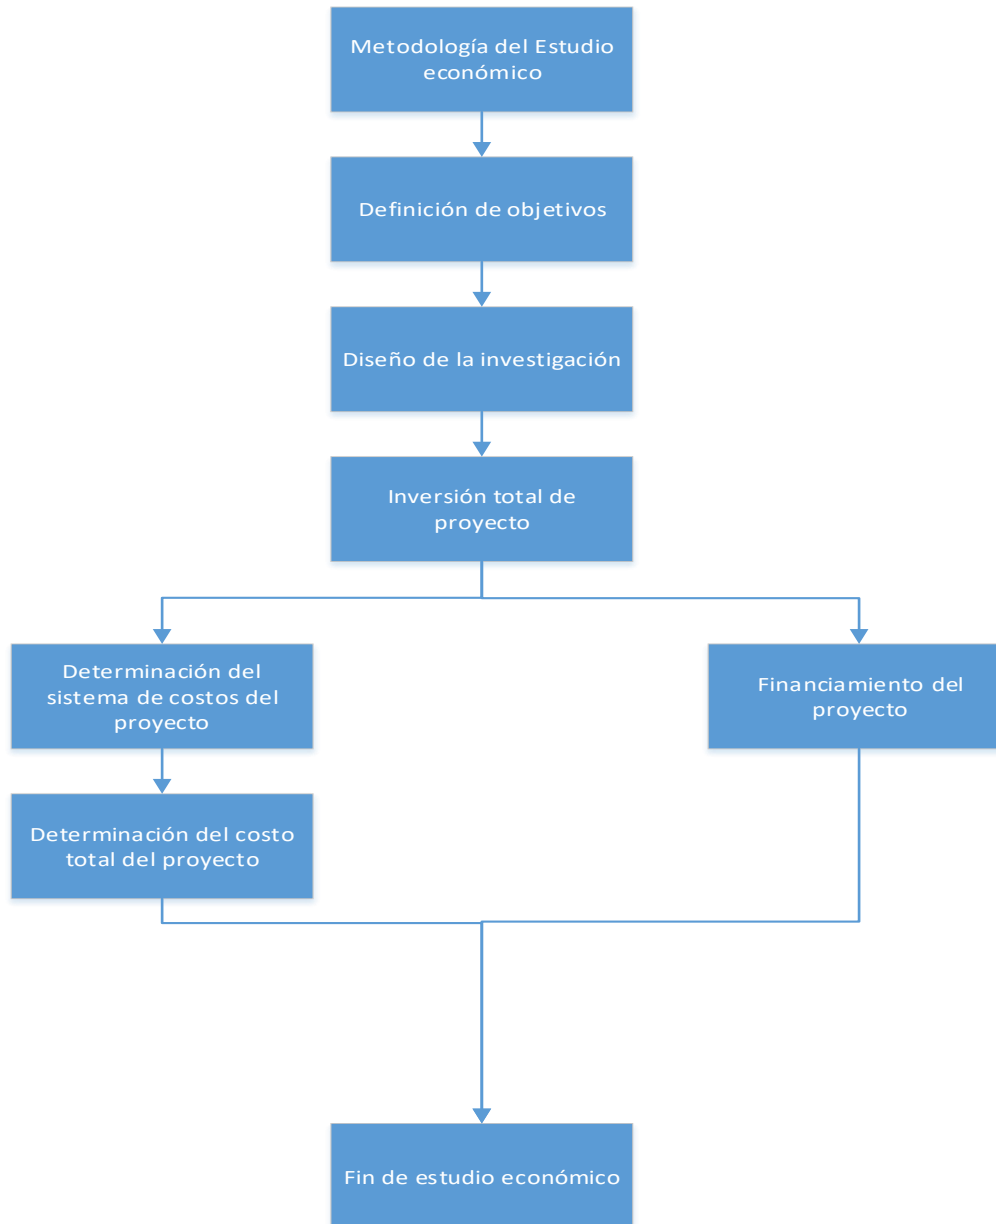 Metodología del Estudio
económico
Definición de objetivos
Diseño de la investigación
Inversión total de
proyecto
Determinación del
sistema de costos del
proyecto
Financiamiento del
proyecto
Determinación del costo
total del proyecto
Fin de estudio económico